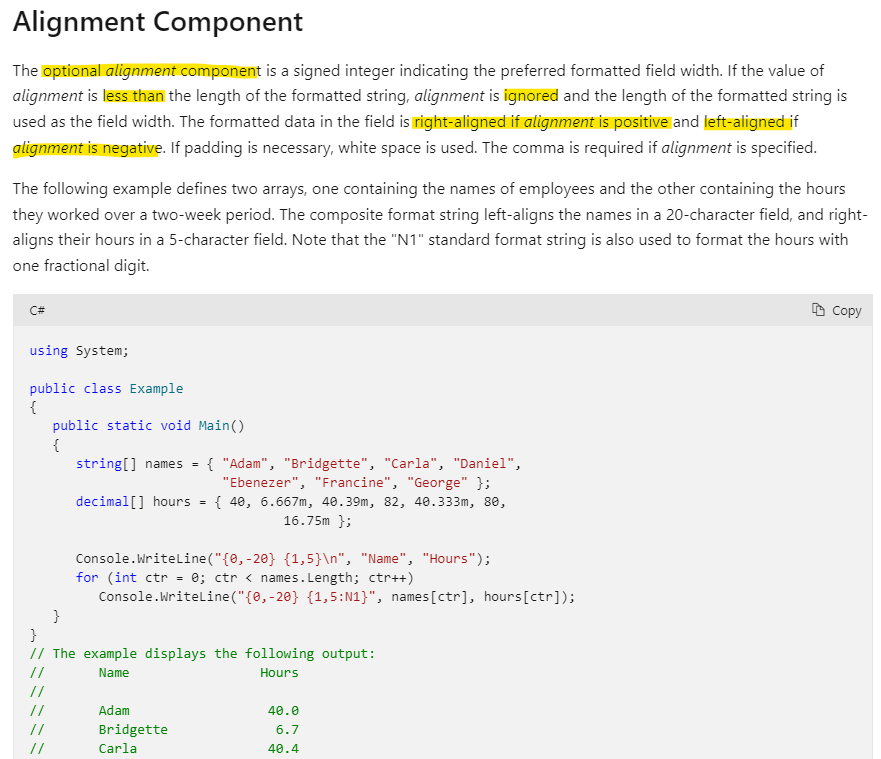 Alignment Component
The optional alignment component is a signed integer indicating the preferred formatted field width. If the value of
alignment is less than the length of the formatted string, alignment is ignored and the length of the formatted string is
used as the field width. The formatted data in the field is right-aligned if alignment is positive and left-aligned if
alignment is negative. If padding is necessary, white space is used. The comma is required if alignment is specified.
The following example defines two arrays, one containing the names of employees and the other containing the hours
they worked over a two-week period. The composite format string left-aligns the names in a 20-character field, and right-
aligns their hours in a 5-character field. Note that the "N1" standard format string is also used to format the hours with
one fractional digit.
C# Copy
using System;
public class Example
{
   public static void Main()
   {
      string[] names = { "Adam", "Bridgette", "Carla", "Daniel",
                         "Ebenezer", "Francine", "George" };
      decimal[] hours = { 40, 6.667m, 40.39m, 82, 40.333m, 80,
                                 16.75m };
      Console.WriteLine("{0,-20} {1,5}\n", "Name", "Hours");
      for (int ctr = 0; ctr < names.Length; ctr++)
         Console.WriteLine("{0,-20} {1,5:N1}", names[ctr], hours[ctr]);
   }
}
// The example displays the following output:
//       Name                 Hours
//
//       Adam                  40.0
//       Bridgette              6.7
//       Carla                 40.4